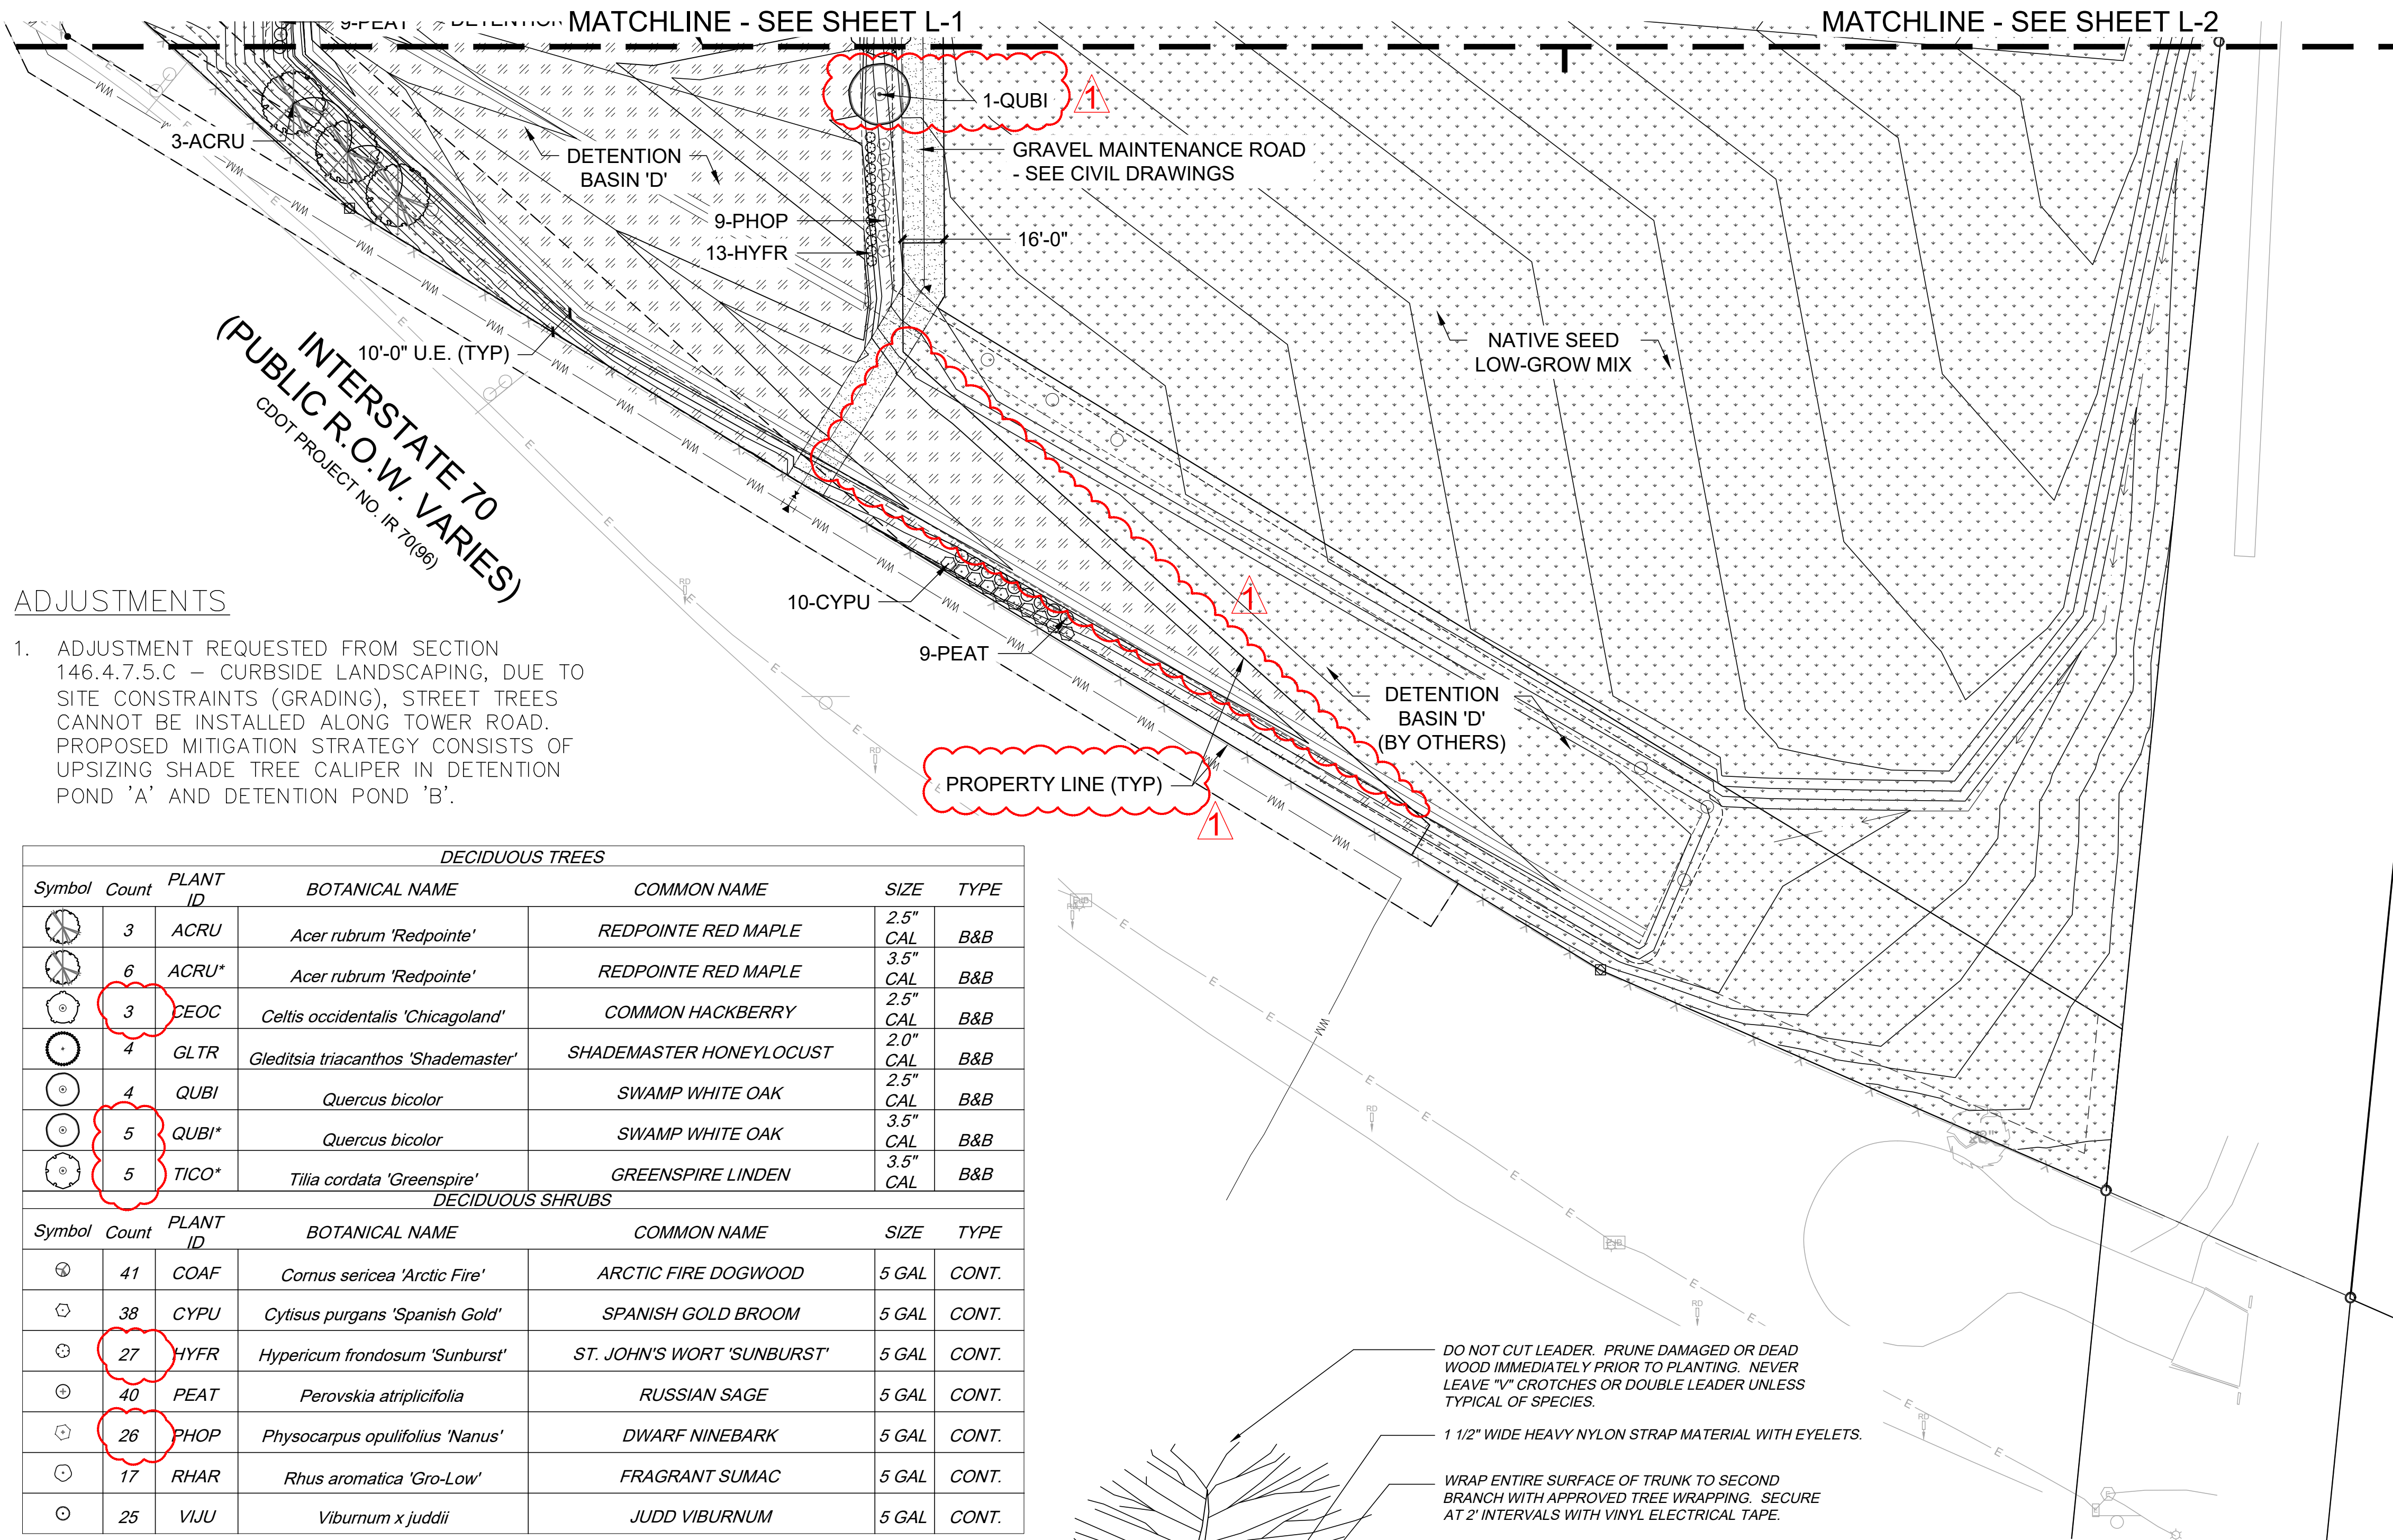 MATCHLINE - SEE SHEET L-1
MATCHLINE - SEE SHEET L-2
9-PEAT
DETENTION
1-QUBI
1
3-ACRU
DETENTION
BASIN 'D'
GRAVEL MAINTENANCE ROAD
- SEE CIVIL DRAWINGS
9-PHOP
13-HYFR
16'-0"
10'-0" U.E. (TYP)
NATIVE SEED
LOW-GROW MIX
INTERSTATE 70
(PUBLIC R.O.W. VARIES)
CDOT PROJECT NO. IR 70(96)
10-CYPU
9-PEAT
1
DETENTION
BASIN 'D'
(BY OTHERS)
PROPERTY LINE (TYP)
1
ADJUSTMENTS
1. ADJUSTMENT REQUESTED FROM SECTION
146.4.7.5.C – CURBSIDE LANDSCAPING, DUE TO
SITE CONSTRAINTS (GRADING), STREET TREES
CANNOT BE INSTALLED ALONG TOWER ROAD.
PROPOSED MITIGATION STRATEGY CONSISTS OF
UPSIZING SHADE TREE CALIPER IN DETENTION
POND 'A' AND DETENTION POND 'B'.
DECIDUOUS TREES
Symbol Count PLANT ID BOTANICAL NAME COMMON NAME SIZE TYPE
3 ACRU Acer rubrum 'Redpointe' REDPOINTE RED MAPLE 2.5" CAL B&B
6 ACRU* Acer rubrum 'Redpointe' REDPOINTE RED MAPLE 3.5" CAL B&B
3 CEOC Celtis occidentalis 'Chicagoland' COMMON HACKBERRY 2.5" CAL B&B
4 GLTR Gleditsia triacanthos 'Shademaster' SHADEMASTER HONEYLOCUST 2.0" CAL B&B
4 QUBI Quercus bicolor SWAMP WHITE OAK 2.5" CAL B&B
5 QUBI* Quercus bicolor SWAMP WHITE OAK 3.5" CAL B&B
5 TICO* Tilia cordata 'Greenspire' GREENSPIRE LINDEN 3.5" CAL B&B
DECIDUOUS SHRUBS
Symbol Count PLANT ID BOTANICAL NAME COMMON NAME SIZE TYPE
41 COAF Cornus sericea 'Arctic Fire' ARCTIC FIRE DOGWOOD 5 GAL CONT.
38 CYPU Cytisus purgans 'Spanish Gold' SPANISH GOLD BROOM 5 GAL CONT.
27 HYFR Hypericum frondosum 'Sunburst' ST. JOHN'S WORT 'SUNBURST' 5 GAL CONT.
40 PEAT Perovskia atriplicifolia RUSSIAN SAGE 5 GAL CONT.
26 PHOP Physocarpus opulifolius 'Nanus' DWARF NINEBARK 5 GAL CONT.
17 RHAR Rhus aromatica 'Gro-Low' FRAGRANT SUMAC 5 GAL CONT.
25 VIJU Viburnum x juddii JUDD VIBURNUM 5 GAL CONT.
DO NOT CUT LEADER. PRUNE DAMAGED OR DEAD
WOOD IMMEDIATELY PRIOR TO PLANTING. NEVER
LEAVE "V" CROTCHES OR DOUBLE LEADER UNLESS
TYPICAL OF SPECIES.
1 1/2" WIDE HEAVY NYLON STRAP MATERIAL WITH EYELETS.
WRAP ENTIRE SURFACE OF TRUNK TO SECOND
BRANCH WITH APPROVED TREE WRAPPING. SECURE
AT 2' INTERVALS WITH VINYL ELECTRICAL TAPE.